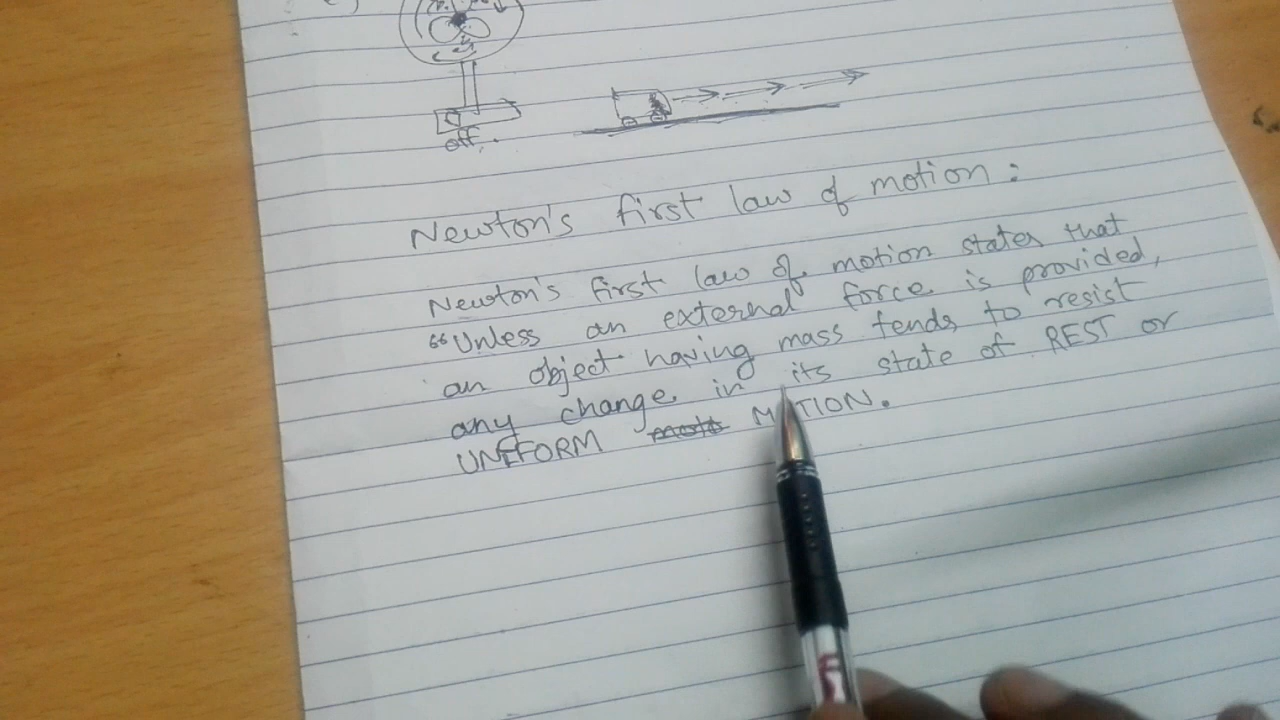 off.
Newton's first law of motion:
Newton's first law of motion states that
"Unless an external force is provided,
an object having mass tends to resist
any change in its state of REST or
UNIFORM MOTION.